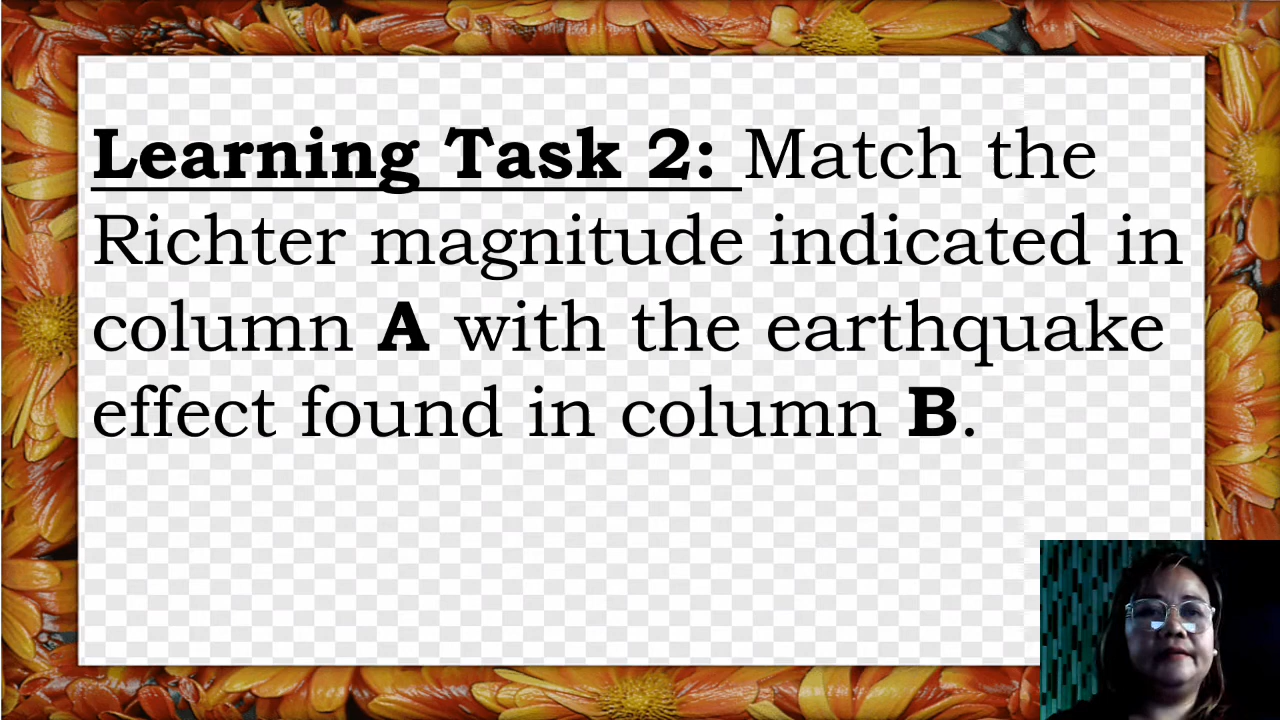 Learning Task 2: Match the
Richter magnitude indicated in
column A with the earthquake
effect found in column B.